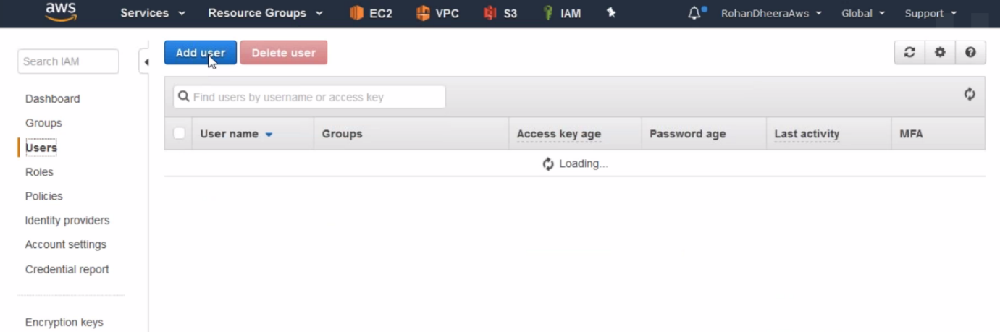 aws Services Resource Groups EC2 VPC S3 IAM RohanDheeraAws Global Support
Search IAM
Add user Delete user
Dashboard
Groups
Users
Roles
Policies
Identity providers
Account settings
Credential report
Encryption keys
Find users by username or access key
User name Groups Access key age Password age Last activity MFA
Loading...